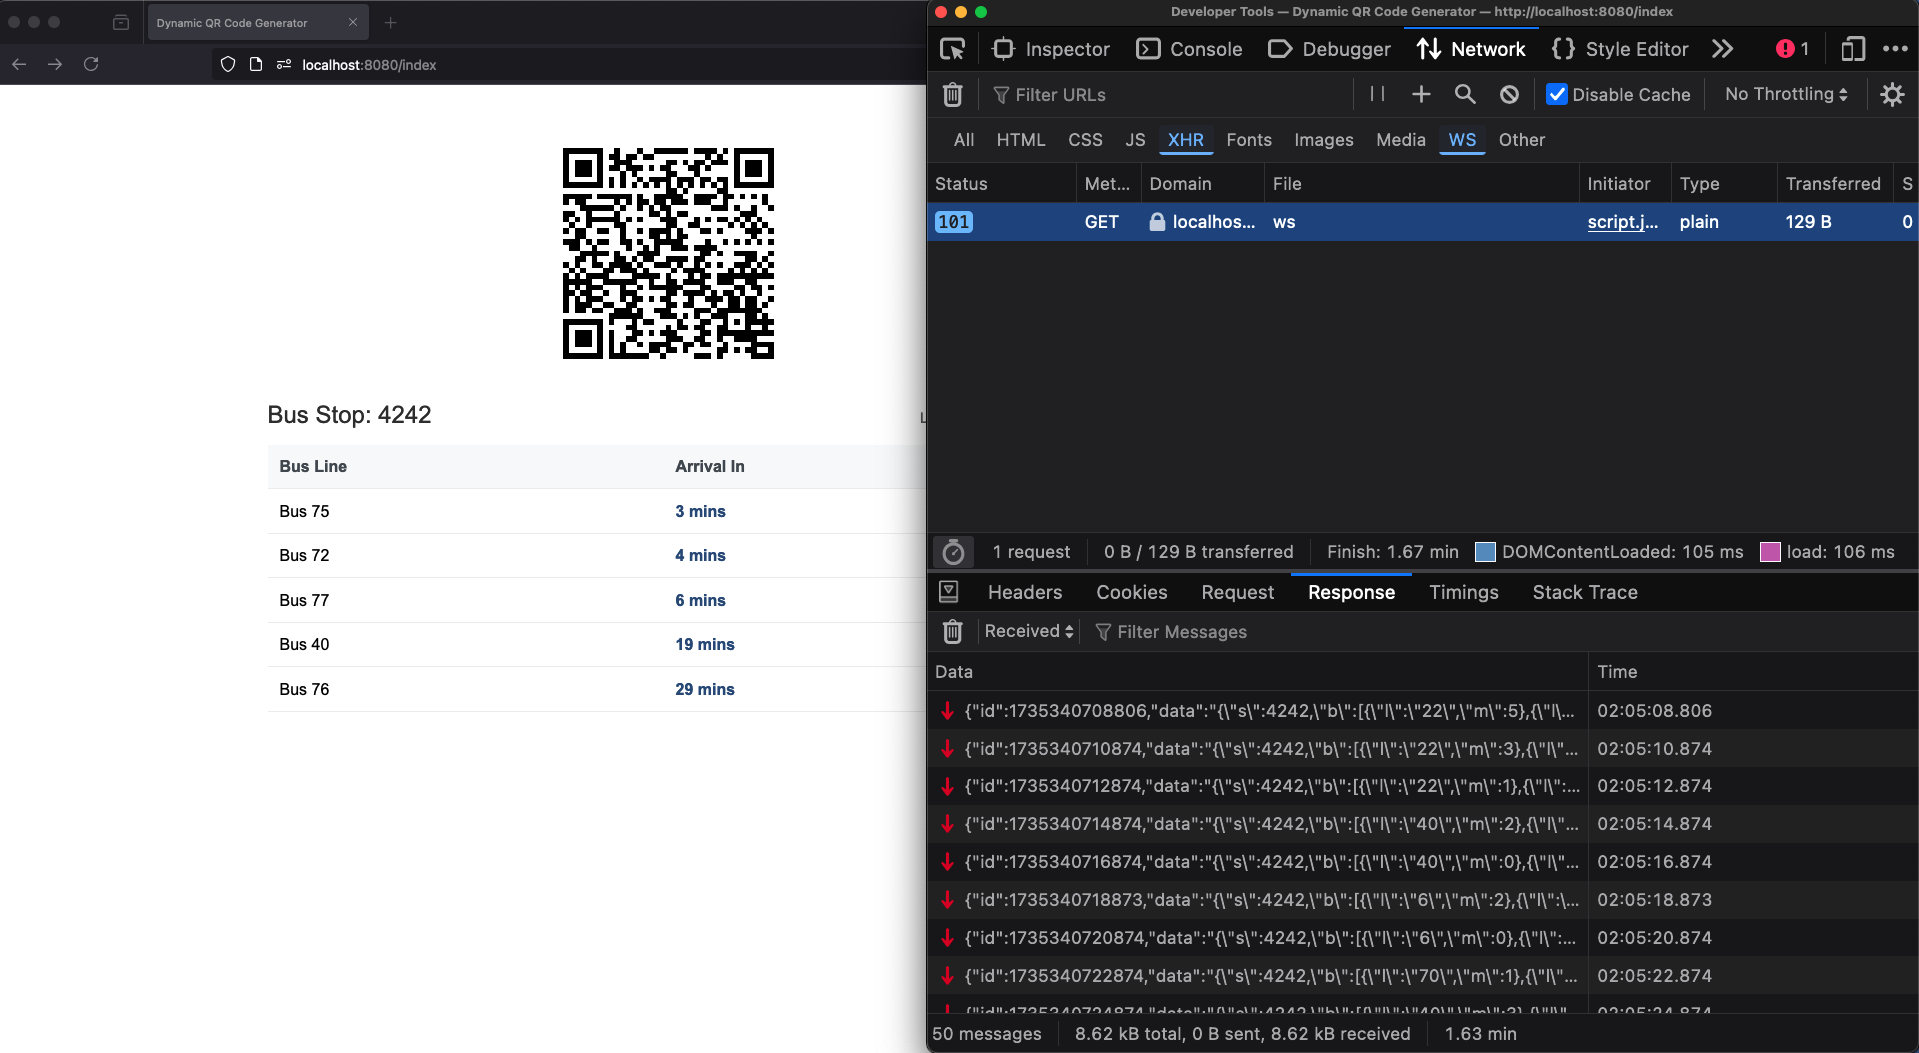 Dynamic QR Code Generator
localhost:8080/index
Bus Stop: 4242
L
Bus Line Arrival In
Bus 75 3 mins
Bus 72 4 mins
Bus 77 6 mins
Bus 40 19 mins
Bus 76 29 mins
Developer Tools — Dynamic QR Code Generator — http://localhost:8080/index
Inspector Console Debugger Network Style Editor 1
Filter URLs Disable Cache No Throttling
All HTML CSS JS XHR Fonts Images Media WS Other
Status Met... Domain File Initiator Type Transferred S
101 GET localhos... ws script.j... plain 129 B 0
1 request 0 B / 129 B transferred Finish: 1.67 min DOMContentLoaded: 105 ms load: 106 ms
Headers Cookies Request Response Timings Stack Trace
Received Filter Messages
Data Time
{"id":1735340708806,"data":"{\"s\":4242,\"b\":[{\"l\":\"22\",\"m\":5},{\"l\... 02:05:08.806
{"id":1735340710874,"data":"{\"s\":4242,\"b\":[{\"l\":\"22\",\"m\":3},{\"l\"... 02:05:10.874
{"id":1735340712874,"data":"{\"s\":4242,\"b\":[{\"l\":\"22\",\"m\":1},{\"l\":... 02:05:12.874
{"id":1735340714874,"data":"{\"s\":4242,\"b\":[{\"l\":\"40\",\"m\":2},{\"l\"... 02:05:14.874
{"id":1735340716874,"data":"{\"s\":4242,\"b\":[{\"l\":\"40\",\"m\":0},{\"l\"... 02:05:16.874
{"id":1735340718873,"data":"{\"s\":4242,\"b\":[{\"l\":\"6\",\"m\":2},{\"l\":\... 02:05:18.873
{"id":1735340720874,"data":"{\"s\":4242,\"b\":[{\"l\":\"6\",\"m\":0},{\"l\":... 02:05:20.874
{"id":1735340722874,"data":"{\"s\":4242,\"b\":[{\"l\":\"70\",\"m\":1},{\"l\"... 02:05:22.874
{"id":1735340724874,"data":"{\"s\":4242,\"b\":[{\"l\":\"40\",\"m\":3},{\"l\"... 02:05:24.874
50 messages 8.62 kB total, 0 B sent, 8.62 kB received 1.63 min